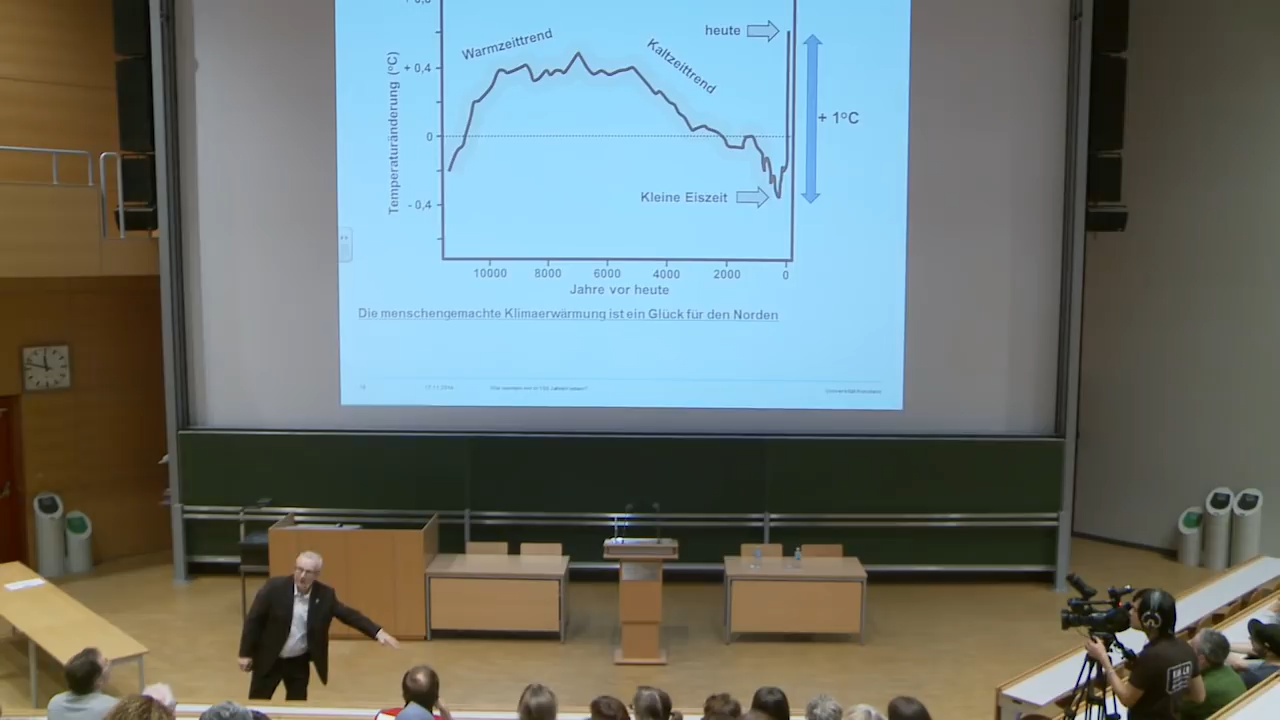 heute
Warmzeittrend
Kaltzeittrend
Temperaturänderung (°C)
+ 0,4
0
- 0,4
+ 1°C
Kleine Eiszeit
10000 8000 6000 4000 2000 0
Jahre vor heute
Die menschengemachte Klimaerwärmung ist ein Glück für den Norden